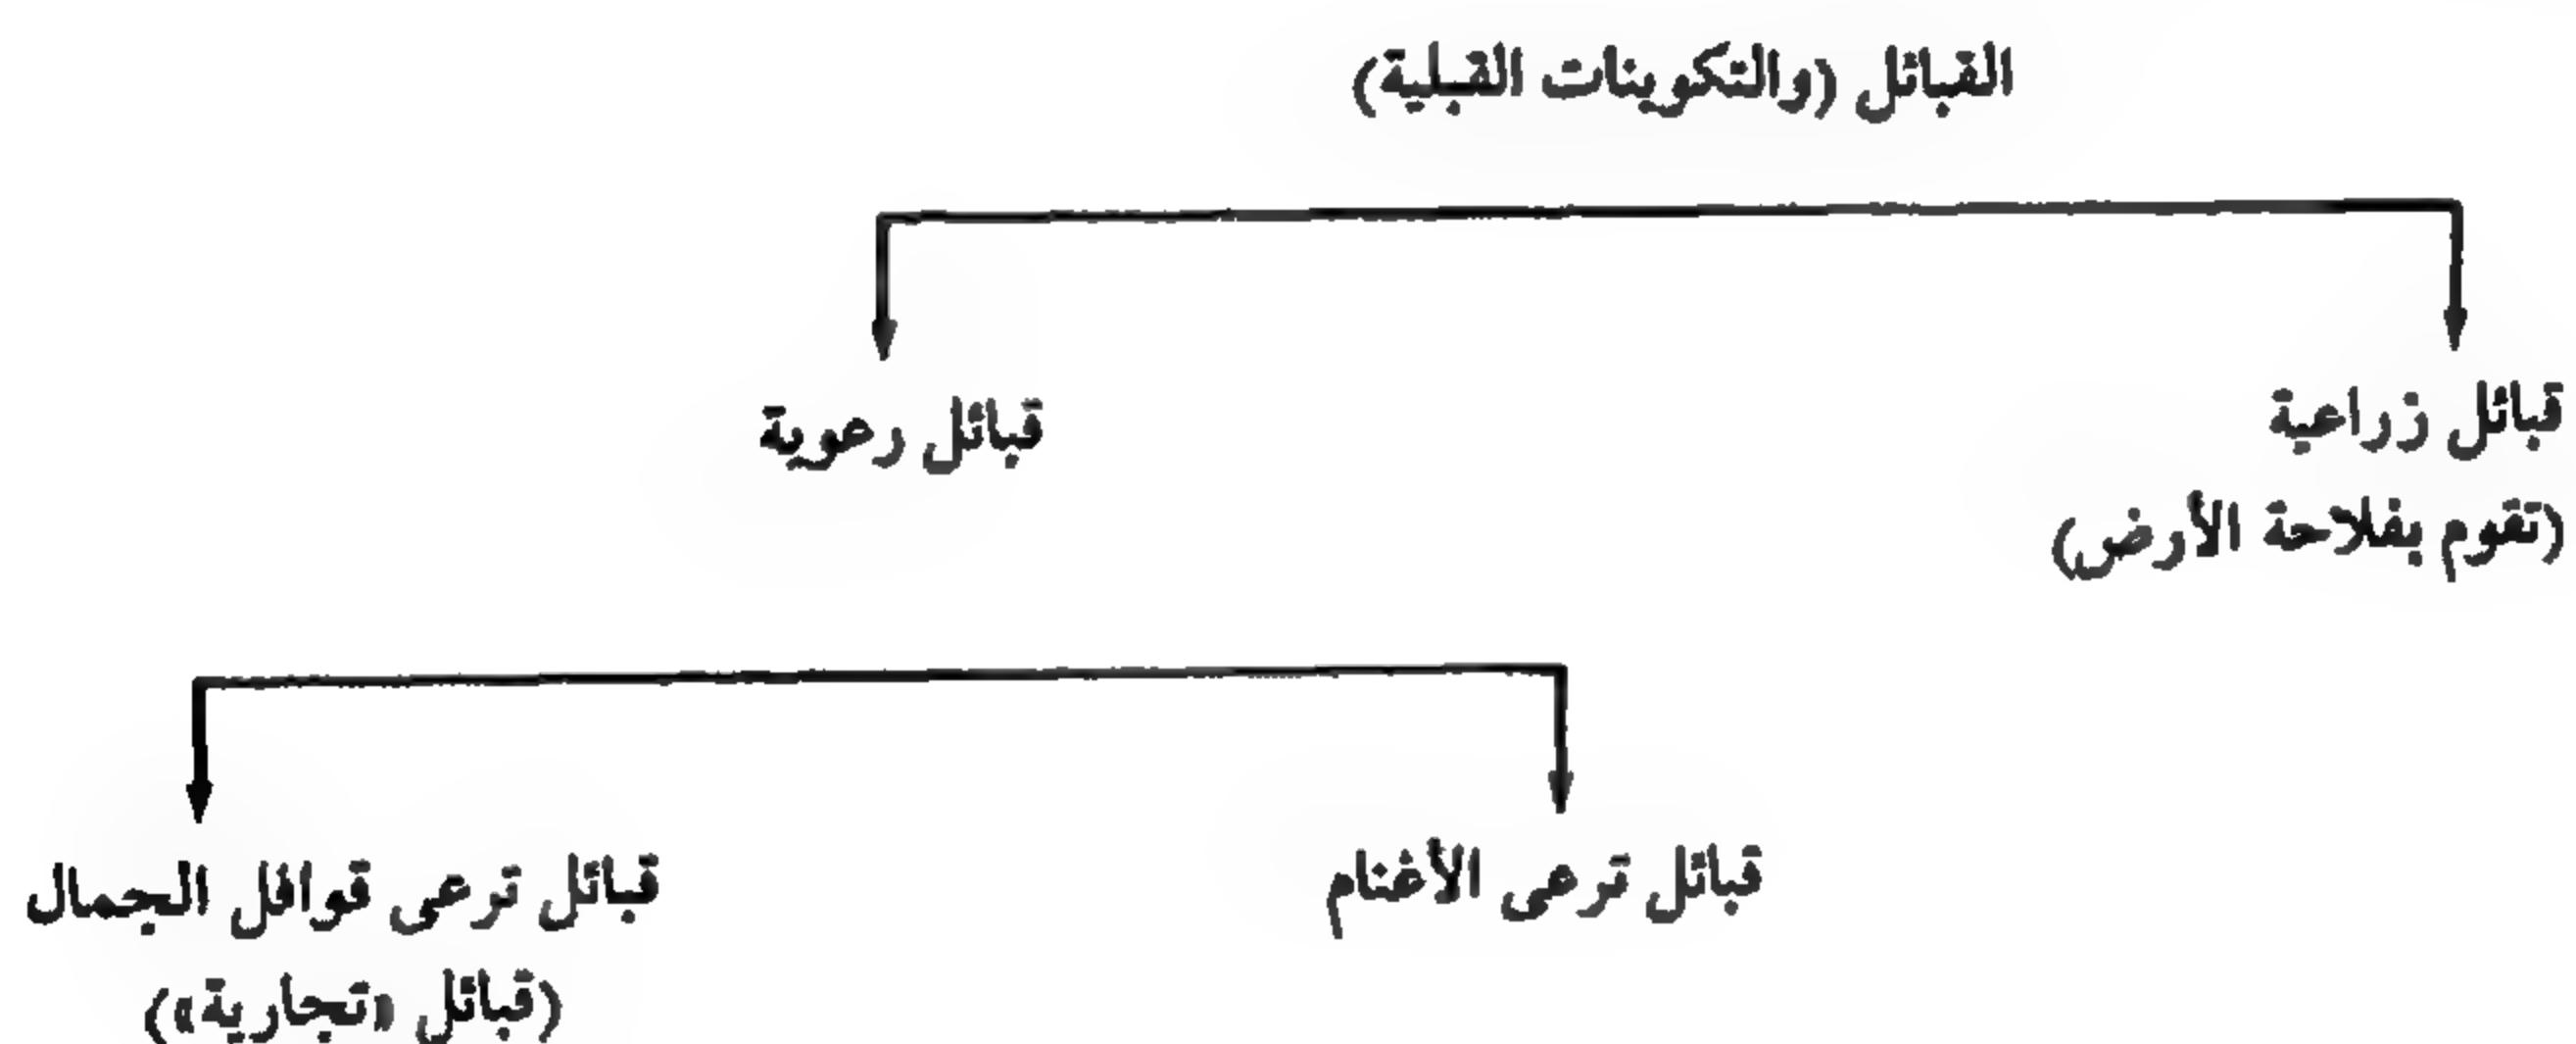 القبائل (والتكوينات القبلية)
قبائل زراعية
(تقوم بفلاحة الأرض)
قبائل رعوية
قبائل ترعى الأغنام
قبائل ترعى قوافل الجمال
(قبائل «تجارية»)